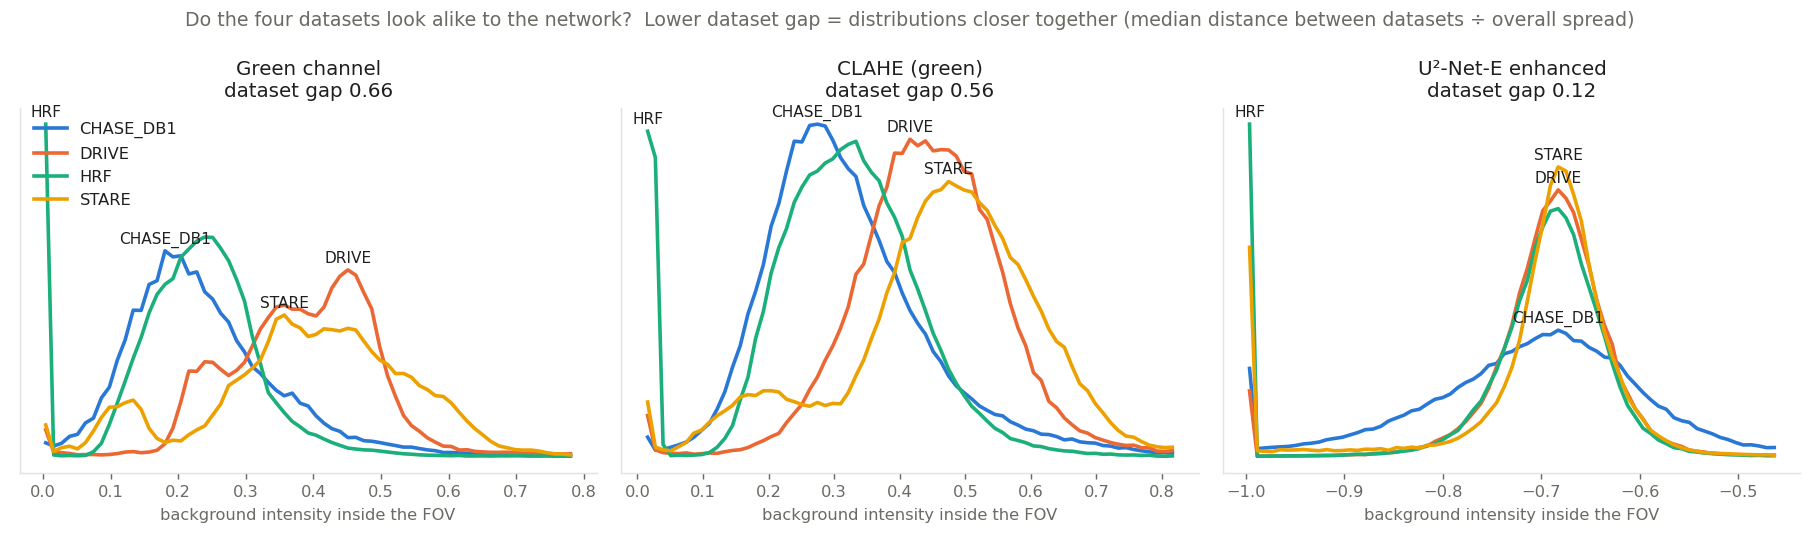 Do the four datasets look alike to the network?  Lower dataset gap = distributions closer together (median distance between datasets ÷ overall spread)
Green channel
dataset gap 0.66
HRF
CHASE_DB1
DRIVE
HRF
STARE
CHASE_DB1
DRIVE
STARE
0.0 0.1 0.2 0.3 0.4 0.5 0.6 0.7 0.8
background intensity inside the FOV
CLAHE (green)
dataset gap 0.56
HRF
CHASE_DB1
DRIVE
STARE
0.0 0.1 0.2 0.3 0.4 0.5 0.6 0.7 0.8
background intensity inside the FOV
U²-Net-E enhanced
dataset gap 0.12
HRF
STARE
DRIVE
CHASE_DB1
−1.0 −0.9 −0.8 −0.7 −0.6 −0.5
background intensity inside the FOV